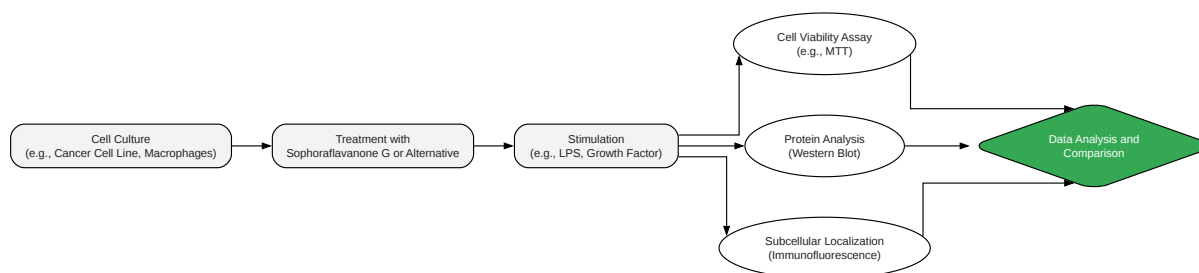 Cell Culture
(e.g., Cancer Cell Line, Macrophages)
Treatment with
Sophoraflavanone G or Alternative
Stimulation
(e.g., LPS, Growth Factor)
Cell Viability Assay
(e.g., MTT)
Protein Analysis
(Western Blot)
Subcellular Localization
(Immunofluorescence)
Data Analysis and
Comparison